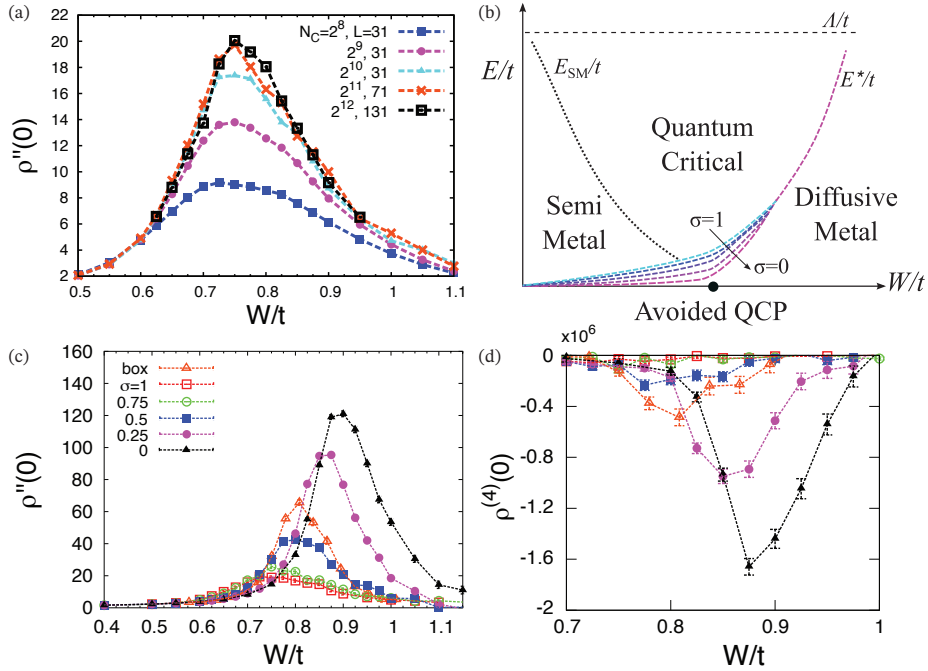 (a)
ρ''(0)
22
20
18
16
14
12
10
8
6
4
2
N_C=2^8, L=31
2^9, 31
2^10, 31
2^11, 71
2^12, 131
0.5 0.6 0.7 0.8 0.9 1 1.1
W/t
(b)
Λ/t
E/t
E_SM/t
E*/t
Quantum
Critical
Semi
Metal
Diffusive
Metal
σ=1
σ=0
W/t
Avoided QCP
(c)
ρ''(0)
160
140
120
100
80
60
40
20
0
box
σ=1
0.75
0.5
0.25
0
0.4 0.5 0.6 0.7 0.8 0.9 1 1.1
W/t
(d)
x10^6
0
-0.4
-0.8
-1.2
-1.6
-2
ρ^(4)(0)
0.7 0.8 0.9 1
W/t